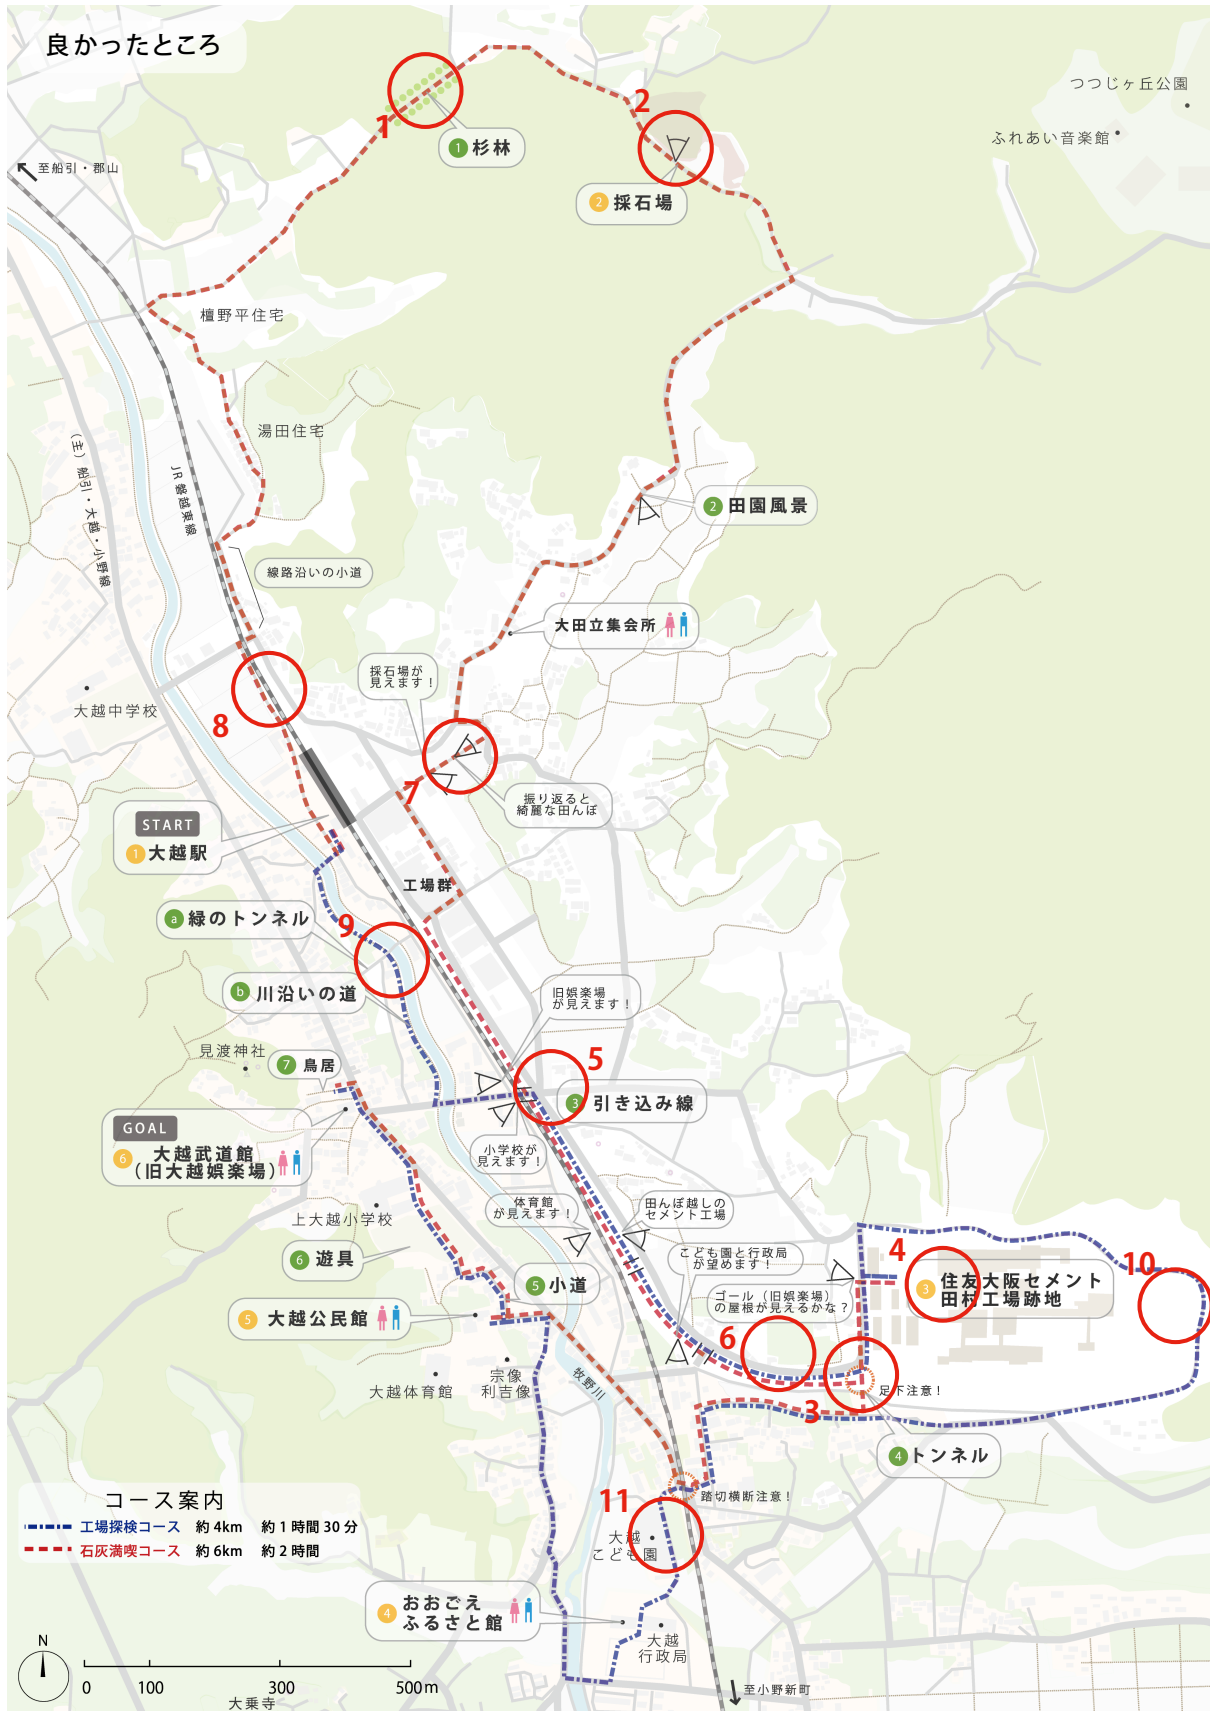 良かったところ
つつじヶ丘公園
ふれあい音楽館
1
1 杉林
2
2 採石場
至船引・郡山
檀野平住宅
湯田住宅
(主)船引・大越・小野線
JR磐越東線
線路沿いの小道
2 田園風景
大田立集会所
採石場が
見えます！
大越中学校
8
7
振り返ると
綺麗な田んぼ
START
1 大越駅
工場群
a 緑のトンネル
9
b 川沿いの道
旧娯楽場
が見えます！
見渡神社
7 鳥居
5
3 引き込み線
GOAL
6 大越武道館
（旧大越娯楽場）
小学校が
見えます！
体育館
が見えます！
田んぼ越しの
セメント工場
上大越小学校
6 遊具
こども園と行政局
が望めます！
4
3 住友大阪セメント
田村工場跡地
10
5 小道
ゴール（旧娯楽場）
の屋根が見えるかな？
5 大越公民館
6
宗像
利吉像
大越体育館
牧野川
足下注意！
3
4 トンネル
踏切横断注意！
11
大越
こども園
コース案内
工場探検コース 約4km 約1時間30分
石灰満喫コース 約6km 約2時間
4 おおごえ
ふるさと館
大越
行政局
N
0 100 300 500m
大乗寺
至小野新町